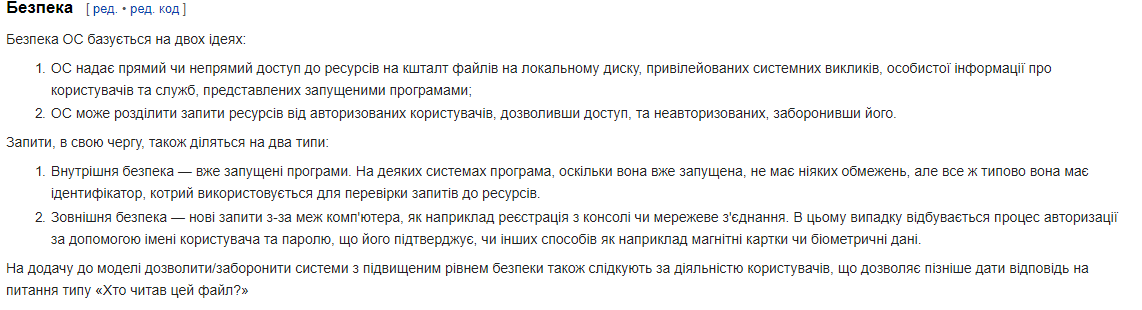 Безпека [ ред. • ред. код ]
Безпека ОС базується на двох ідеях:
1. ОС надає прямий чи непрямий доступ до ресурсів на кшталт файлів на локальному диску, привілейованих системних викликів, особистої інформації про
користувачів та служб, представлених запущеними програмами;
2. ОС може розділити запити ресурсів від авторизованих користувачів, дозволивши доступ, та неавторизованих, заборонивши його.
Запити, в свою чергу, також діляться на два типи:
1. Внутрішня безпека — вже запущені програми. На деяких системах програма, оскільки вона вже запущена, не має ніяких обмежень, але все ж типово вона має
ідентифікатор, котрий використовується для перевірки запитів до ресурсів.
2. Зовнішня безпека — нові запити з-за меж комп'ютера, як наприклад реєстрація з консолі чи мережеве з'єднання. В цьому випадку відбувається процес авторизації
за допомогою імені користувача та паролю, що його підтверджує, чи інших способів як наприклад магнітні картки чи біометричні дані.
На додачу до моделі дозволити/заборонити системи з підвищеним рівнем безпеки також слідкують за діяльністю користувачів, що дозволяє пізніше дати відповідь на
питання типу «Хто читав цей файл?»